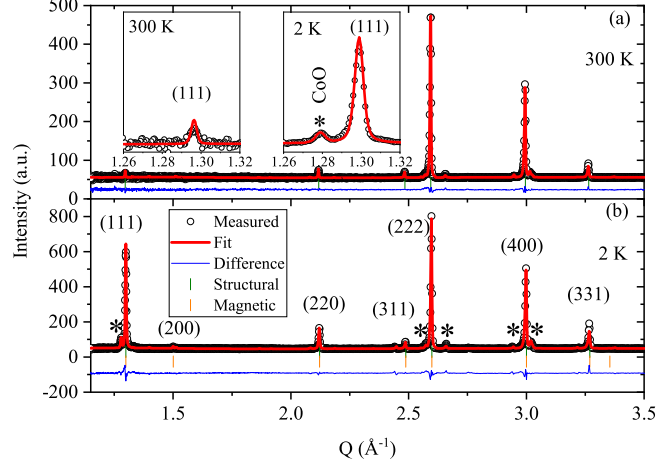 500
400
300
200
100
0
(a)
300 K
300 K
(111)
1.26 1.28 1.30 1.32
2 K
(111)
CoO
*
1.26 1.28 1.30 1.32
Intensity (a.u.)
800
600
400
200
0
-200
(b)
2 K
(111)
Measured
Fit
Difference
Structural
Magnetic
(222)
(400)
(220)
(311)
(331)
(200)
* * * * *
1.5 2.0 2.5 3.0 3.5
Q (Å⁻¹)